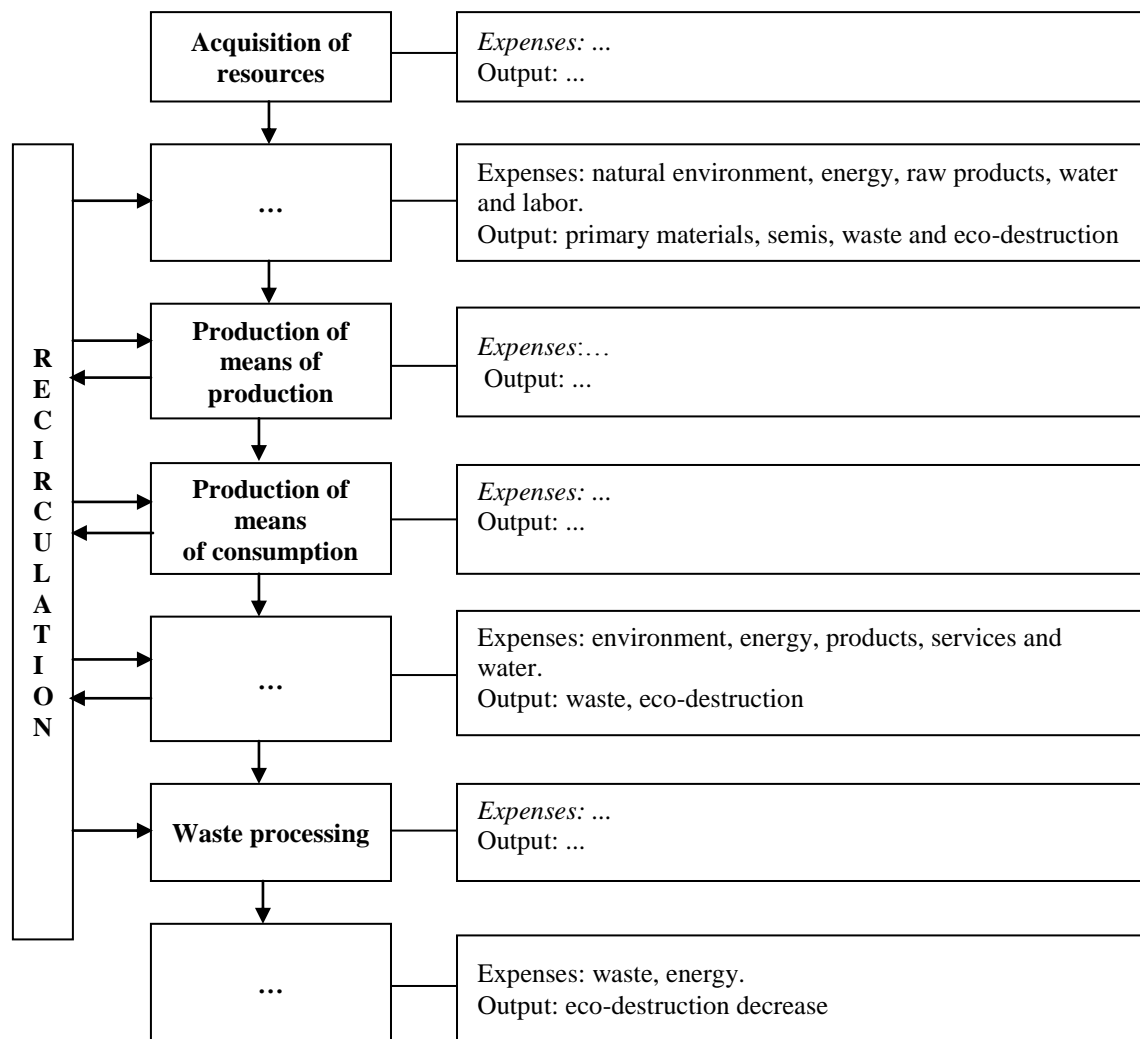 Acquisition of
resources
Expenses: ...
Output: ...
RECIRCULATION
...
Expenses: natural environment, energy, raw products, water
and labor.
Output: primary materials, semis, waste and eco-destruction
Production of
means of
production
Expenses:…
Output: ...
Production of
means
of consumption
Expenses: ...
Output: ...
...
Expenses: environment, energy, products, services and
water.
Output: waste, eco-destruction
Waste processing
Expenses: ...
Output: ...
...
Expenses: waste, energy.
Output: eco-destruction decrease